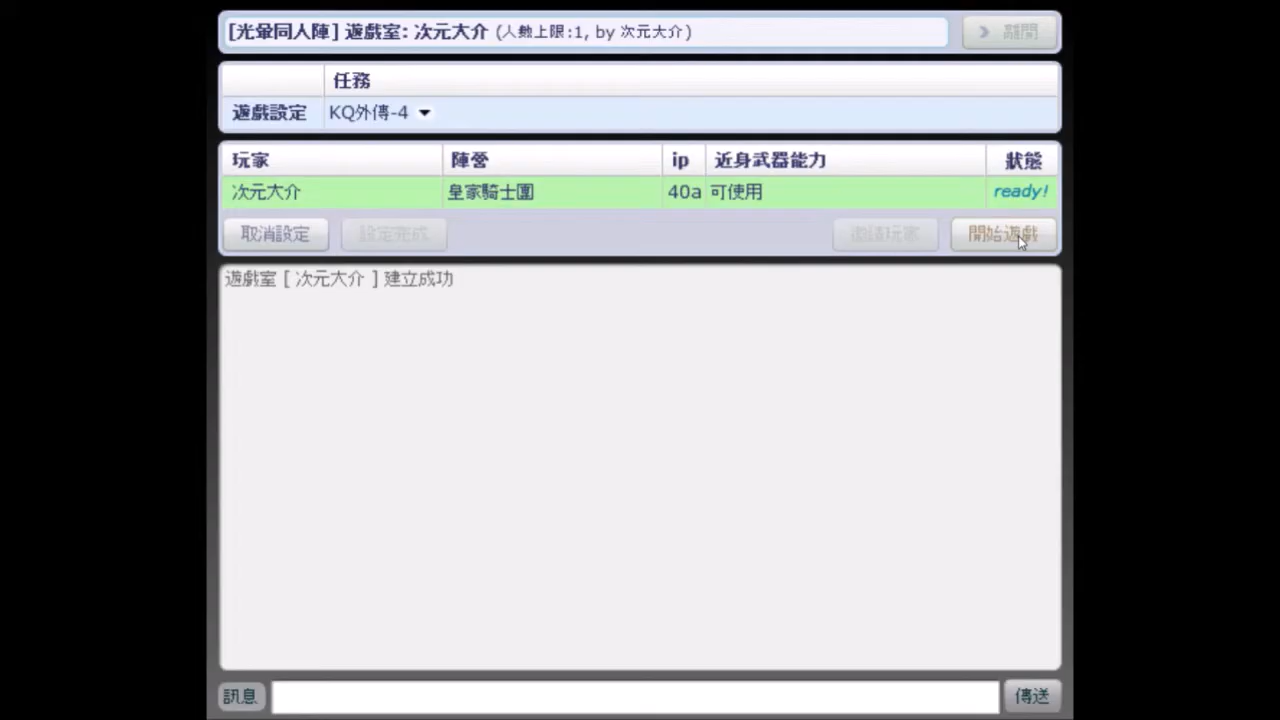 [光暈同人陣] 遊戲室: 次元大介 (人數上限:1, by 次元大介)
離開
任務
遊戲設定 KQ外傳-4
玩家 陣營 ip 近身武器能力 狀態
次元大介 皇家騎士團 40a 可使用 ready!
取消設定 設定完成 邀請玩家 開始遊戲
遊戲室 [ 次元大介 ] 建立成功
訊息 傳送